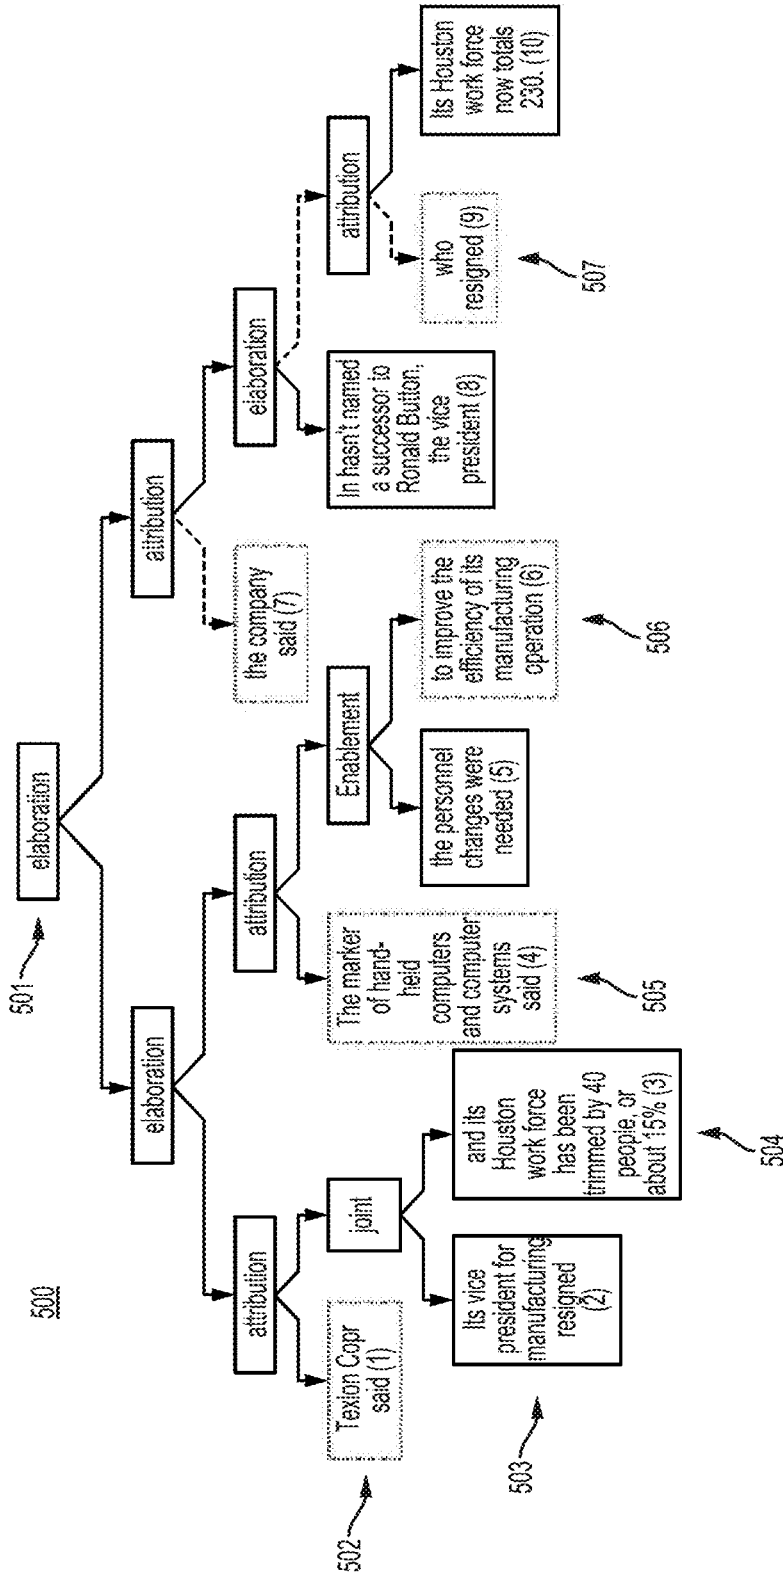 500
501
elaboration
elaboration
attribution
attribution
attribution
elaboration
Texlon Copr
said (1)
joint
The marker
of hand-
held
computers
and computer
systems
said (4)
Enablement
the company
said (7)
In hasn't named
a successor to
Ronald Button,
the vice
president (8)
attribution
Its vice
president for
manufacturing
resigned
(2)
and its
Houston
work force
has been
trimmed by 40
people, or
about 15% (3)
the personnel
changes were
needed (5)
to improve the
efficiency of its
manufacturing
operation (6)
who
resigned (9)
Its Houston
work force
now totals
230. (10)
502
503
504
505
506
507